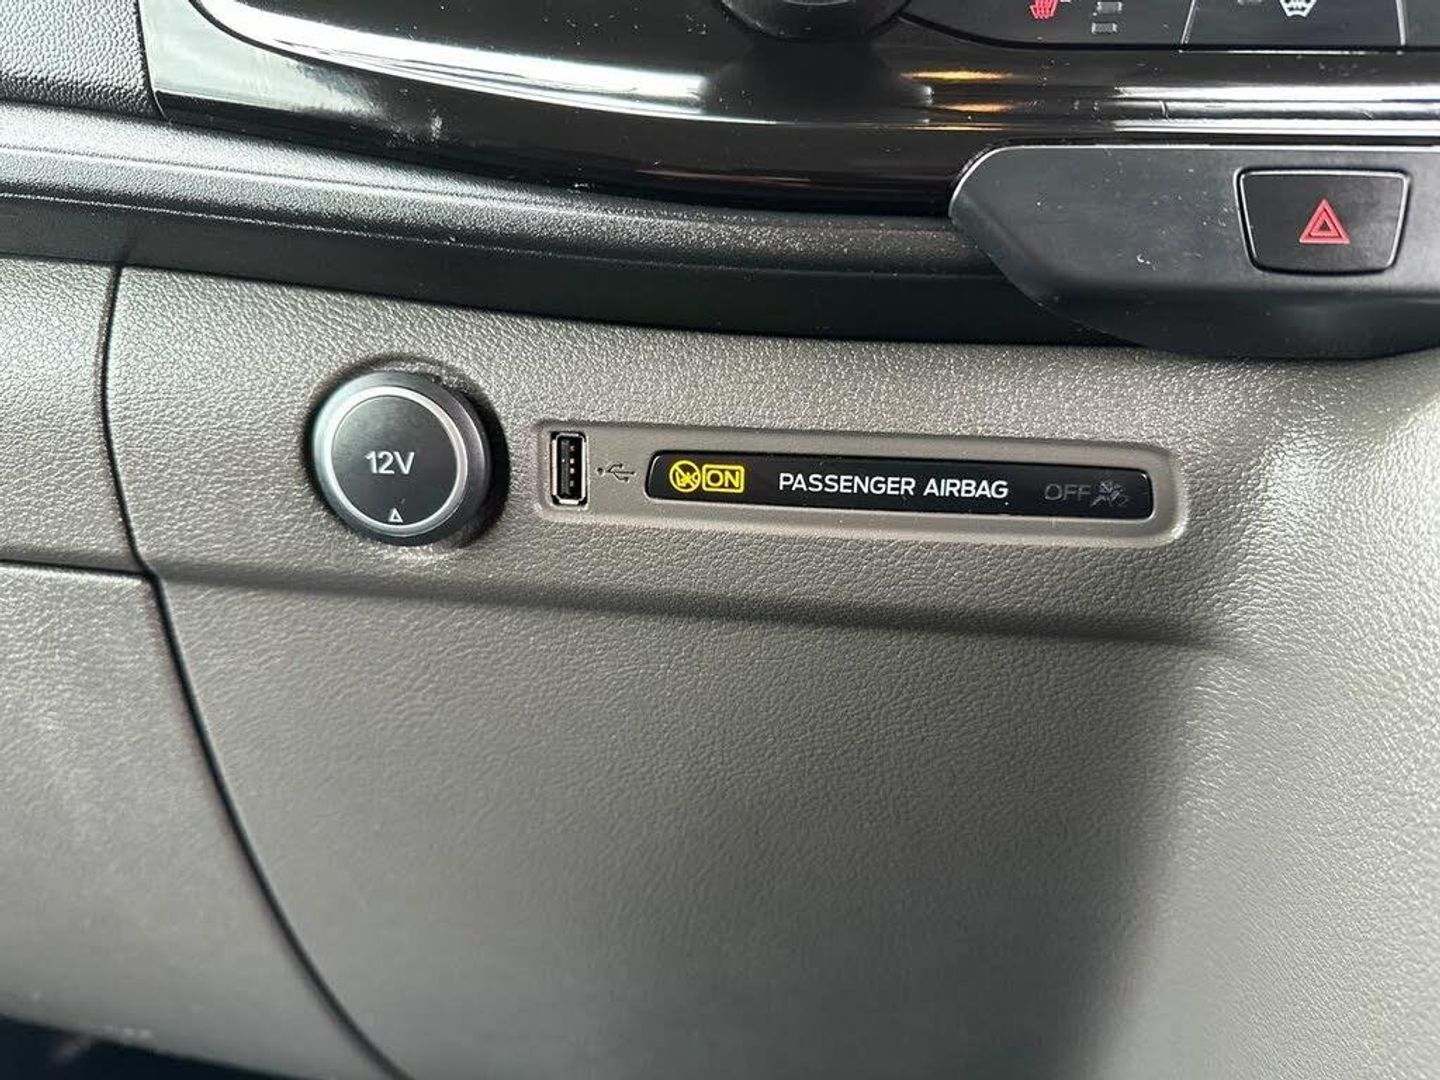 12V
ON PASSENGER AIRBAG OFF